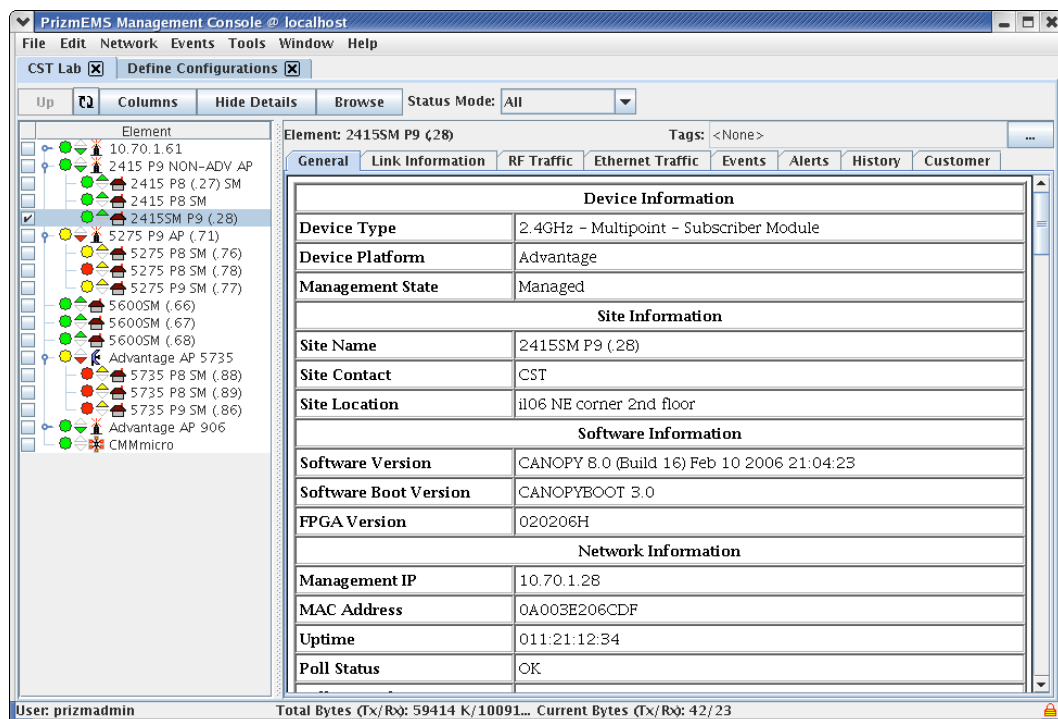 PrizmEMS Management Console @ localhost
File Edit Network Events Tools Window Help
CST Lab Define Configurations
Up Columns Hide Details Browse Status Mode: All
Element
10.70.1.61
2415 P9 NON-ADV AP
2415 P8 (.27) SM
2415 P8 SM
2415SM P9 (.28)
5275 P9 AP (.71)
5275 P8 SM (.76)
5275 P8 SM (.78)
5275 P9 SM (.77)
5600SM (.66)
5600SM (.67)
5600SM (.68)
Advantage AP 5735
5735 P8 SM (.88)
5735 P8 SM (.89)
5735 P9 SM (.86)
Advantage AP 906
CMMmicro
Element: 2415SM P9 (.28) Tags: <None> ...
General Link Information RF Traffic Ethernet Traffic Events Alerts History Customer
Device Information
Device Type 2.4GHz - Multipoint - Subscriber Module
Device Platform Advantage
Management State Managed
Site Information
Site Name 2415SM P9 (.28)
Site Contact CST
Site Location il06 NE corner 2nd floor
Software Information
Software Version CANOPY 8.0 (Build 16) Feb 10 2006 21:04:23
Software Boot Version CANOPYBOOT 3.0
FPGA Version 020206H
Network Information
Management IP 10.70.1.28
MAC Address 0A003E206CDF
Uptime 011:21:12:34
Poll Status OK
User: prizmadmin Total Bytes (Tx/Rx): 59414 K/10091... Current Bytes (Tx/Rx): 42/23